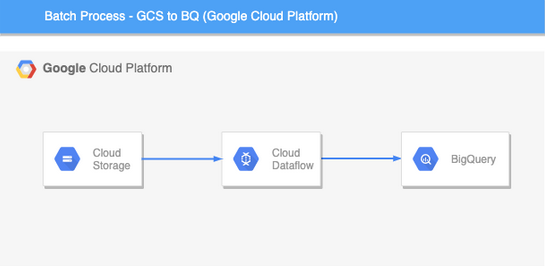 Batch Process - GCS to BQ (Google Cloud Platform)
Google Cloud Platform
Cloud
Storage
Cloud
Dataflow
BigQuery